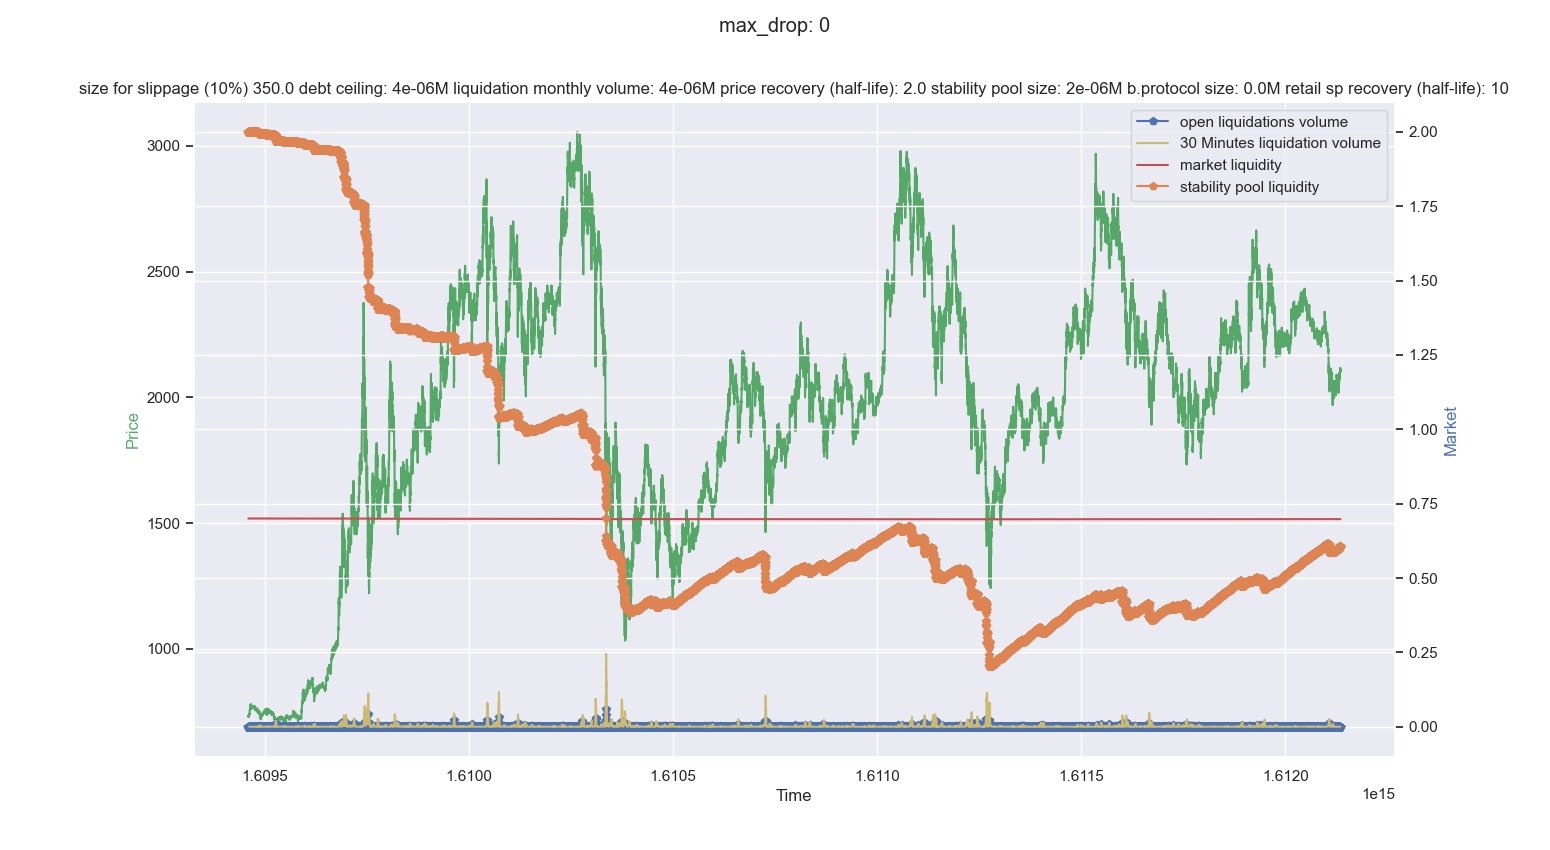 max_drop: 0
size for slippage (10%) 350.0 debt ceiling: 4e-06M liquidation monthly volume: 4e-06M price recovery (half-life): 2.0 stability pool size: 2e-06M b.protocol size: 0.0M retail sp recovery (half-life): 10
open liquidations volume
30 Minutes liquidation volume
market liquidity
stability pool liquidity
3000
2500
2000
1500
1000
Price
2.00
1.75
1.50
1.25
1.00
0.75
0.50
0.25
0.00
Market
1.6095 1.6100 1.6105 1.6110 1.6115 1.6120
Time
1e15